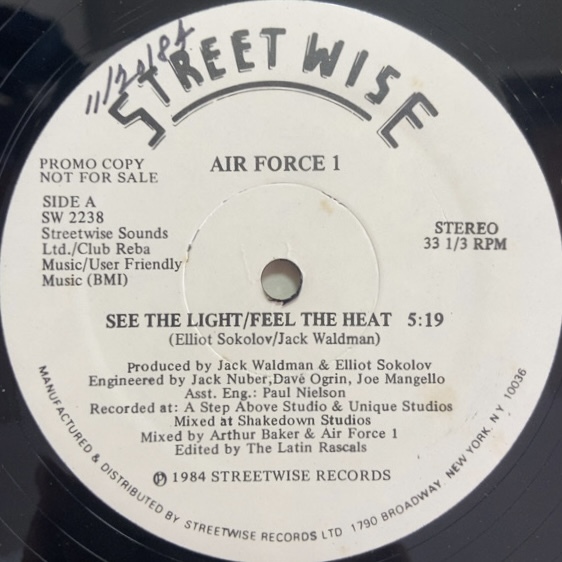 11/20/84
STREETWISE
PROMO COPY
NOT FOR SALE
AIR FORCE 1
SIDE A
SW 2238
Streetwise Sounds
Ltd./Club Reba
Music/User Friendly
Music (BMI)
STEREO
33 1/3 RPM
SEE THE LIGHT/FEEL THE HEAT 5:19
(Elliot Sokolov/Jack Waldman)
Produced by Jack Waldman & Elliot Sokolov
Engineered by Jack Nuber,Dave Ogrin, Joe Mangello
Asst. Eng.: Paul Nielson
Recorded at: A Step Above Studio & Unique Studios
Mixed at Shakedown Studios
Mixed by Arthur Baker & Air Force 1
Edited by The Latin Rascals
℗ 1984 STREETWISE RECORDS
MANUFACTURED & DISTRIBUTED BY STREETWISE RECORDS LTD 1790 BROADWAY, NEW YORK, NY 10036